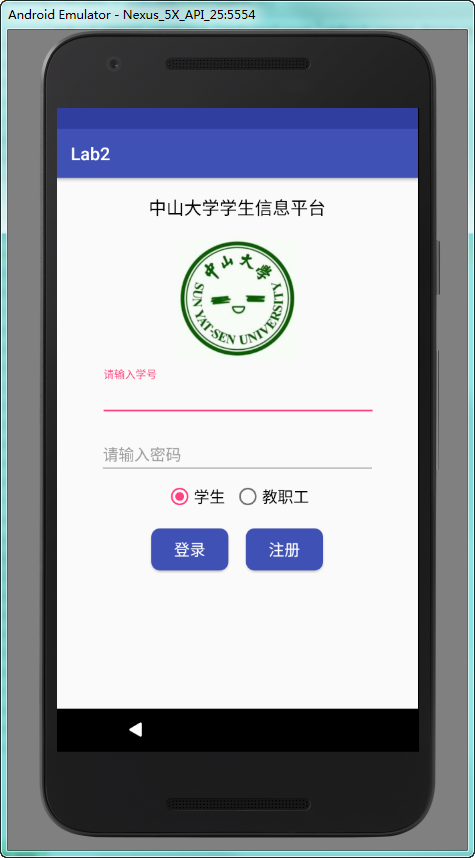 Android Emulator - Nexus_5X_API_25:5554
Lab2
中山大学学生信息平台
中山大学
SUN YAT-SEN UNIVERSITY
请输入学号
请输入密码
学生 教职工
登录 注册